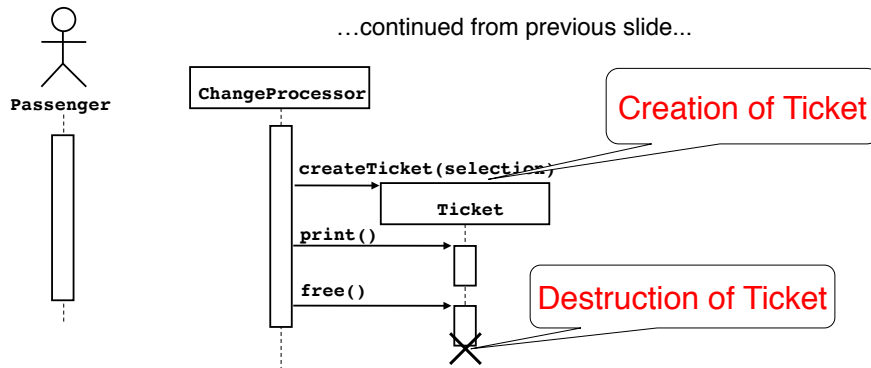 …continued from previous slide...
Passenger
ChangeProcessor
Creation of Ticket
createTicket(selection)
Ticket
print()
free()
Destruction of Ticket